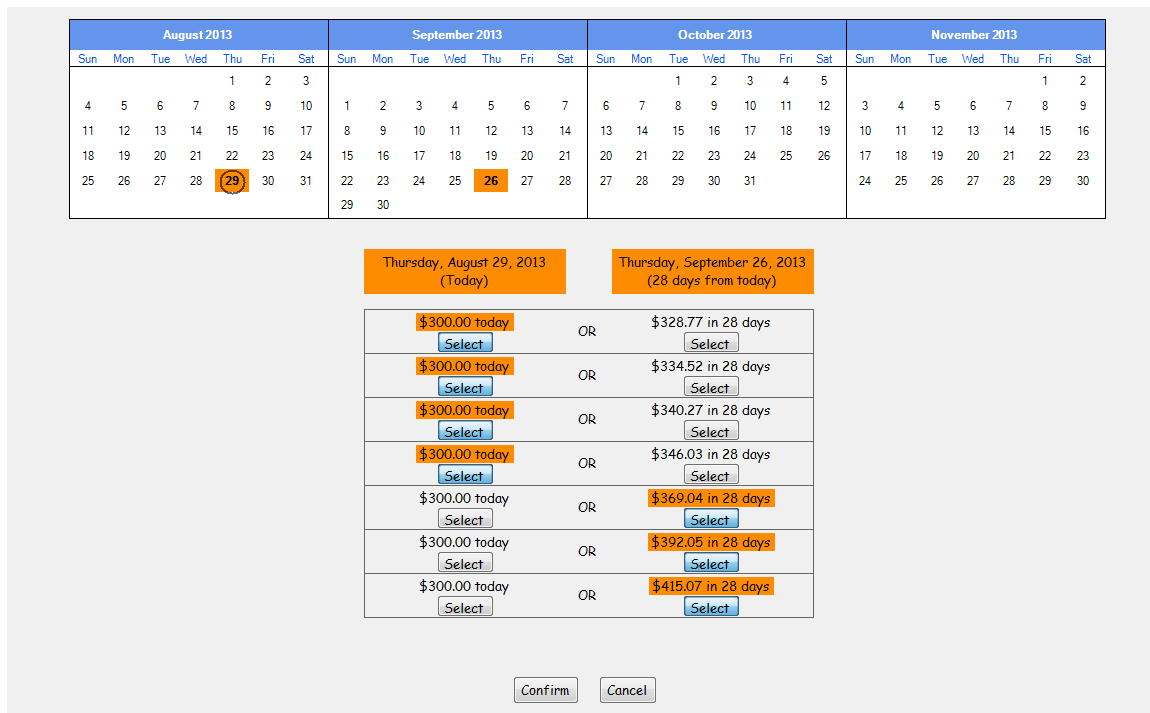 August 2013 September 2013 October 2013 November 2013
Sun Mon Tue Wed Thu Fri Sat Sun Mon Tue Wed Thu Fri Sat Sun Mon Tue Wed Thu Fri Sat Sun Mon Tue Wed Thu Fri Sat
1 2 3 1 2 3 4 5 1 2
4 5 6 7 8 9 10 1 2 3 4 5 6 7 6 7 8 9 10 11 12 3 4 5 6 7 8 9
11 12 13 14 15 16 17 8 9 10 11 12 13 14 13 14 15 16 17 18 19 10 11 12 13 14 15 16
18 19 20 21 22 23 24 15 16 17 18 19 20 21 20 21 22 23 24 25 26 17 18 19 20 21 22 23
25 26 27 28 29 30 31 22 23 24 25 26 27 28 27 28 29 30 31 24 25 26 27 28 29 30
29 30
Thursday, August 29, 2013 Thursday, September 26, 2013
(Today) (28 days from today)
$300.00 today OR $328.77 in 28 days
Select Select
$300.00 today OR $334.52 in 28 days
Select Select
$300.00 today OR $340.27 in 28 days
Select Select
$300.00 today OR $346.03 in 28 days
Select Select
$300.00 today OR $369.04 in 28 days
Select Select
$300.00 today OR $392.05 in 28 days
Select Select
$300.00 today OR $415.07 in 28 days
Select Select
Confirm Cancel